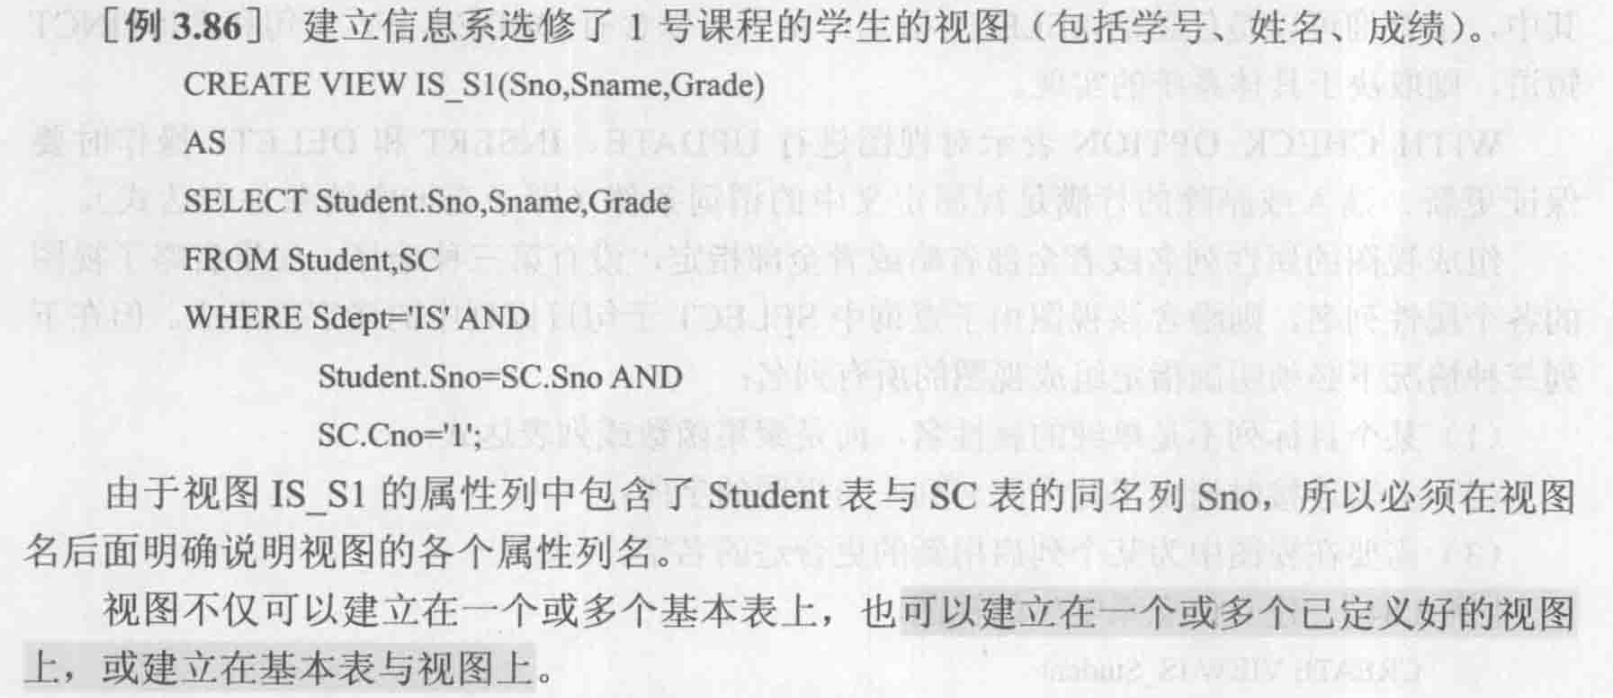 ［例 3.86］ 建立信息系选修了 1 号课程的学生的视图（包括学号、姓名、成绩）。
CREATE VIEW IS_S1(Sno,Sname,Grade)
AS
SELECT Student.Sno,Sname,Grade
FROM Student,SC
WHERE Sdept='IS' AND
Student.Sno=SC.Sno AND
SC.Cno='1';
由于视图 IS_S1 的属性列中包含了 Student 表与 SC 表的同名列 Sno，所以必须在视图
名后面明确说明视图的各个属性列名。
视图不仅可以建立在一个或多个基本表上，也可以建立在一个或多个已定义好的视图
上，或建立在基本表与视图上。